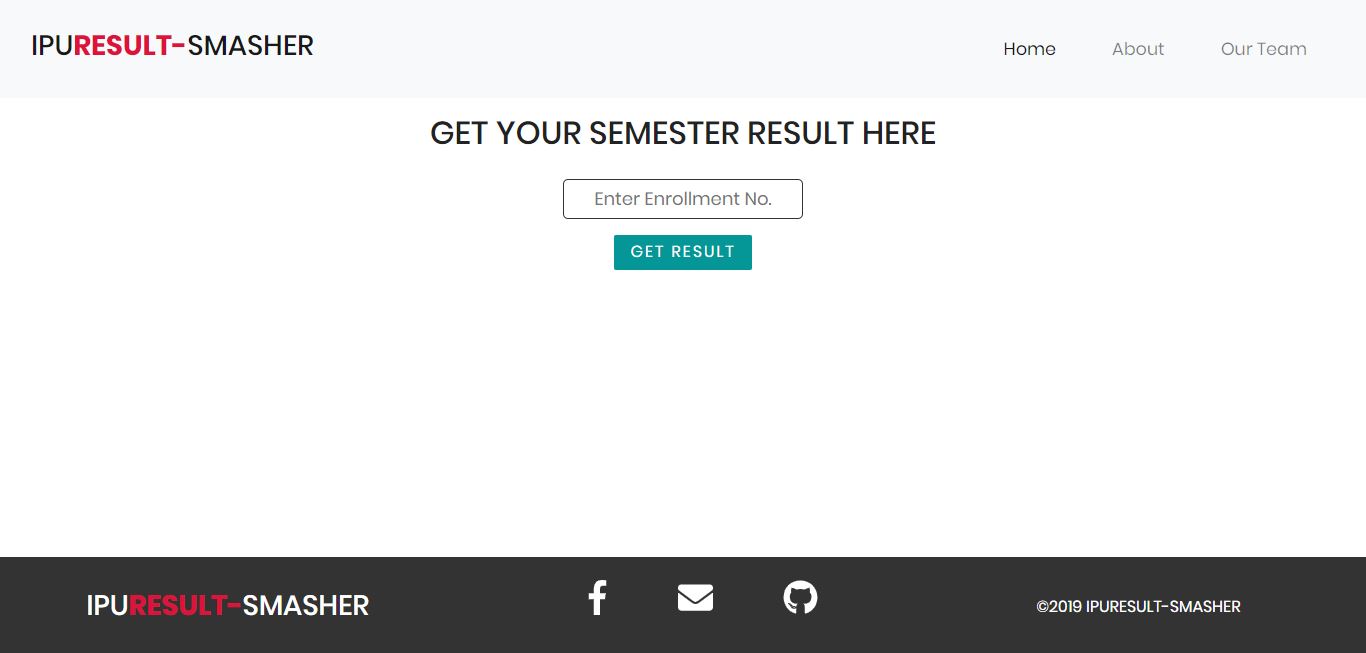 IPURESULT-SMASHER
Home About Our Team
GET YOUR SEMESTER RESULT HERE
Enter Enrollment No.
GET RESULT
IPURESULT-SMASHER
©2019 IPURESULT-SMASHER